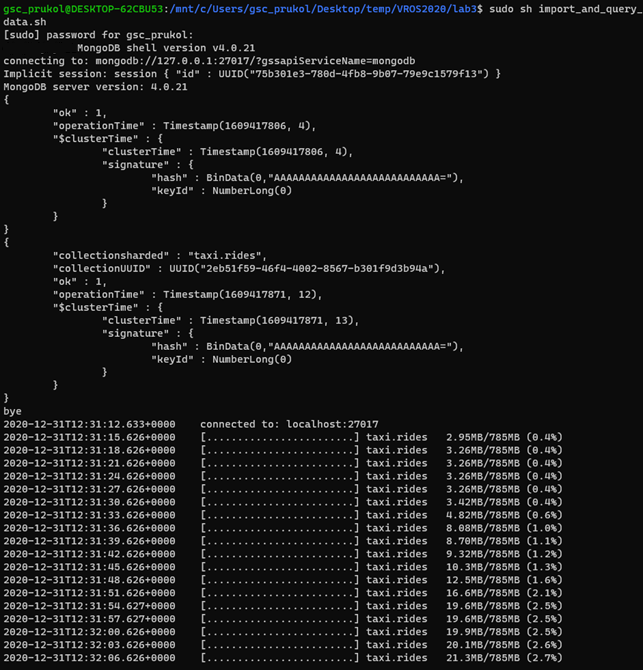 gsc_prukol@DESKTOP-62CBU53:/mnt/c/Users/gsc_prukol/Desktop/temp/VROS2020/lab3$ sudo sh import_and_query_
data.sh
[sudo] password for gsc_prukol:
MongoDB shell version v4.0.21
connecting to: mongodb://127.0.0.1:27017/?gssapiServiceName=mongodb
Implicit session: session { "id" : UUID("75b301e3-780d-4fb8-9b07-79e9c1579f13") }
MongoDB server version: 4.0.21
{
"ok" : 1,
"operationTime" : Timestamp(1609417806, 4),
"$clusterTime" : {
"clusterTime" : Timestamp(1609417806, 4),
"signature" : {
"hash" : BinData(0,"AAAAAAAAAAAAAAAAAAAAAAAAAAA="),
"keyId" : NumberLong(0)
}
}
}
{
"collectionsharded" : "taxi.rides",
"collectionUUID" : UUID("2eb51f59-46f4-4002-8567-b301f9d3b94a"),
"ok" : 1,
"operationTime" : Timestamp(1609417871, 12),
"$clusterTime" : {
"clusterTime" : Timestamp(1609417871, 13),
"signature" : {
"hash" : BinData(0,"AAAAAAAAAAAAAAAAAAAAAAAAAAA="),
"keyId" : NumberLong(0)
}
}
}
bye
2020-12-31T12:31:12.633+0000 connected to: localhost:27017
2020-12-31T12:31:15.626+0000 [........................] taxi.rides 2.95MB/785MB (0.4%)
2020-12-31T12:31:18.626+0000 [........................] taxi.rides 3.26MB/785MB (0.4%)
2020-12-31T12:31:21.626+0000 [........................] taxi.rides 3.26MB/785MB (0.4%)
2020-12-31T12:31:24.626+0000 [........................] taxi.rides 3.26MB/785MB (0.4%)
2020-12-31T12:31:27.626+0000 [........................] taxi.rides 3.26MB/785MB (0.4%)
2020-12-31T12:31:30.626+0000 [........................] taxi.rides 3.42MB/785MB (0.4%)
2020-12-31T12:31:33.626+0000 [........................] taxi.rides 4.82MB/785MB (0.6%)
2020-12-31T12:31:36.626+0000 [........................] taxi.rides 8.08MB/785MB (1.0%)
2020-12-31T12:31:39.626+0000 [........................] taxi.rides 8.70MB/785MB (1.1%)
2020-12-31T12:31:42.626+0000 [........................] taxi.rides 9.32MB/785MB (1.2%)
2020-12-31T12:31:45.626+0000 [........................] taxi.rides 10.3MB/785MB (1.3%)
2020-12-31T12:31:48.626+0000 [........................] taxi.rides 12.5MB/785MB (1.6%)
2020-12-31T12:31:51.626+0000 [........................] taxi.rides 16.6MB/785MB (2.1%)
2020-12-31T12:31:54.627+0000 [........................] taxi.rides 19.6MB/785MB (2.5%)
2020-12-31T12:31:57.627+0000 [........................] taxi.rides 19.6MB/785MB (2.5%)
2020-12-31T12:32:00.626+0000 [........................] taxi.rides 19.9MB/785MB (2.5%)
2020-12-31T12:32:03.626+0000 [........................] taxi.rides 20.1MB/785MB (2.6%)
2020-12-31T12:32:06.626+0000 [........................] taxi.rides 21.3MB/785MB (2.7%)